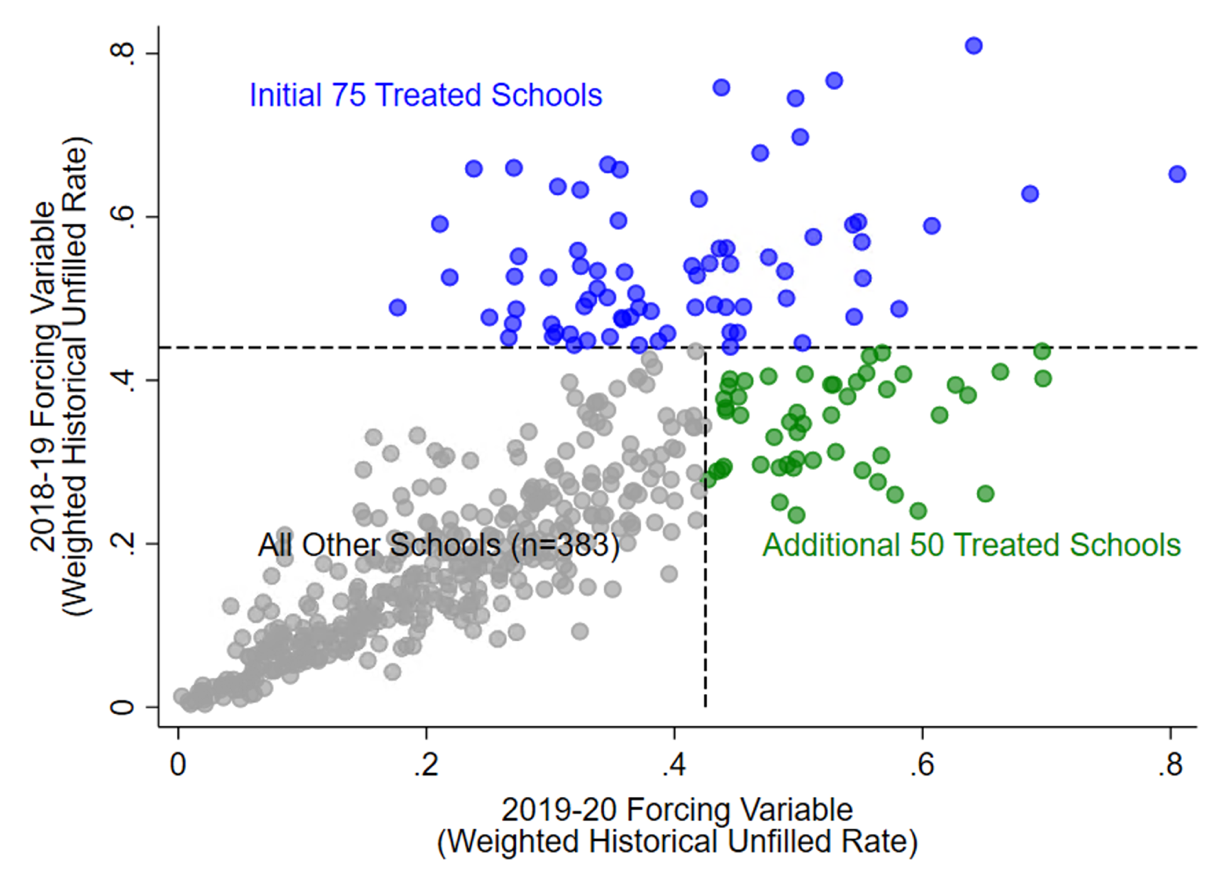 2018-19 Forcing Variable
(Weighted Historical Unfilled Rate)
.8
.6
.4
.2
0
Initial 75 Treated Schools
All Other Schools (n=383)
Additional 50 Treated Schools
0
.2
.4
.6
.8
2019-20 Forcing Variable
(Weighted Historical Unfilled Rate)